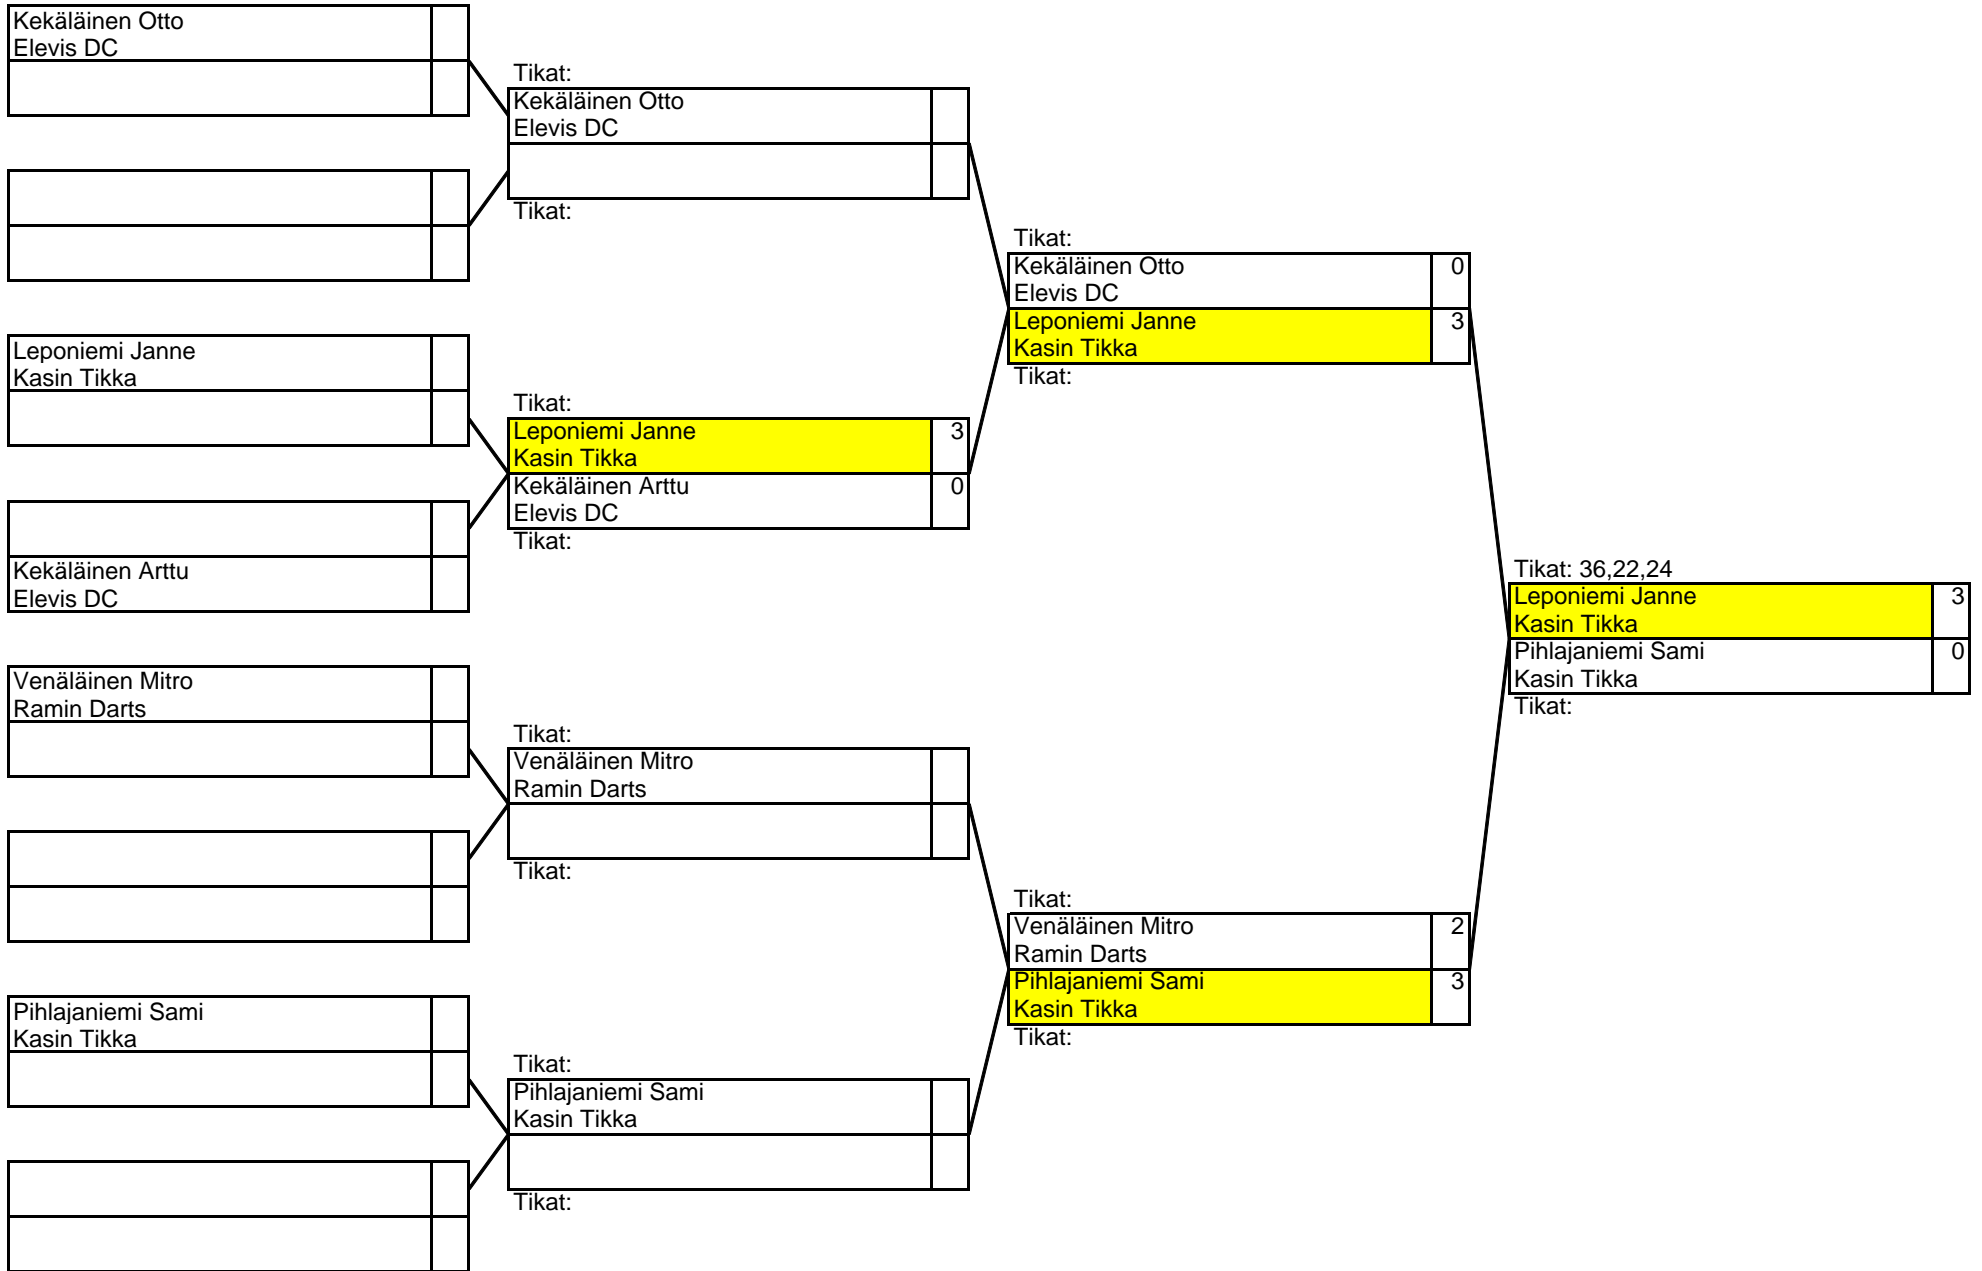 Kekäläinen Otto
Elevis DC
Leponiemi Janne
Kasin Tikka
Kekäläinen Arttu
Elevis DC
Venäläinen Mitro
Ramin Darts
Pihlajaniemi Sami
Kasin Tikka
Tikat:
Kekäläinen Otto
Elevis DC
Tikat:
Tikat:
Leponiemi Janne 3
Kasin Tikka
Kekäläinen Arttu 0
Elevis DC
Tikat:
Tikat:
Venäläinen Mitro
Ramin Darts
Tikat:
Tikat:
Pihlajaniemi Sami
Kasin Tikka
Tikat:
Tikat:
Kekäläinen Otto 0
Elevis DC
Leponiemi Janne 3
Kasin Tikka
Tikat:
Tikat:
Venäläinen Mitro 2
Ramin Darts
Pihlajaniemi Sami 3
Kasin Tikka
Tikat:
Tikat: 36,22,24
Leponiemi Janne 3
Kasin Tikka
Pihlajaniemi Sami 0
Kasin Tikka
Tikat: